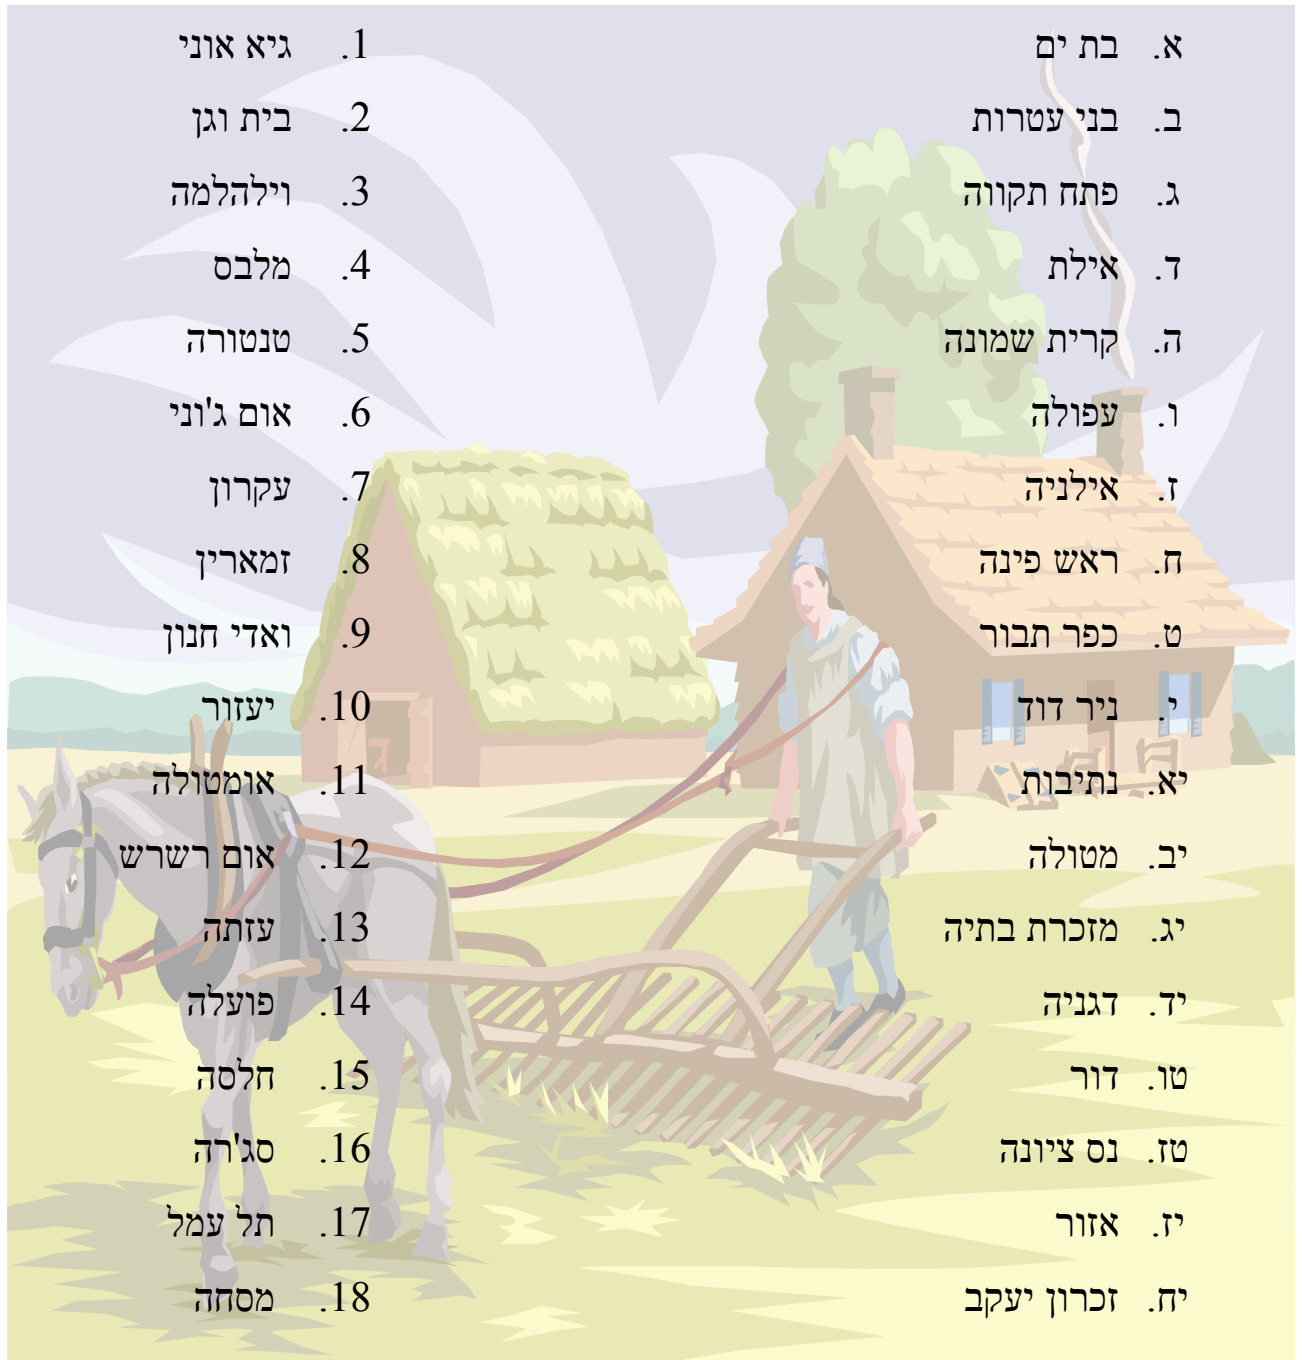 א. בת ים 1. גיא אוני
ב. בני עטרות 2. בית וגן
ג. פתח תקווה 3. וילהלמה
ד. אילת 4. מלבס
ה. קרית שמונה 5. טנטורה
ו. עפולה 6. אום ג'וני
ז. אילניה 7. עקרון
ח. ראש פינה 8. זמארין
ט. כפר תבור 9. ואדי חנון
י. ניר דוד 10. יעזור
יא. נתיבות 11. אומטולה
יב. מטולה 12. אום רשרש
יג. מזכרת בתיה 13. עזתה
יד. דגניה 14. פועלה
טו. דור 15. חלסה
טז. נס ציונה 16. סג'רה
יז. אזור 17. תל עמל
יח. זכרון יעקב 18. מסחה